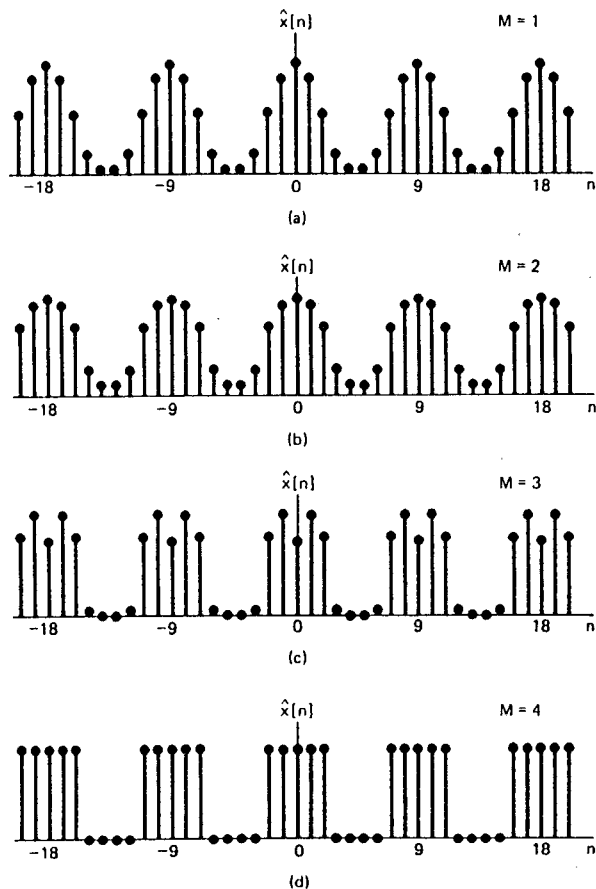 x̂[n] M = 1
−18 −9 0 9 18 n
(a)
x̂[n] M = 2
−18 −9 0 9 18 n
(b)
x̂[n] M = 3
−18 −9 0 9 18 n
(c)
x̂[n] M = 4
−18 −9 0 9 18 n
(d)